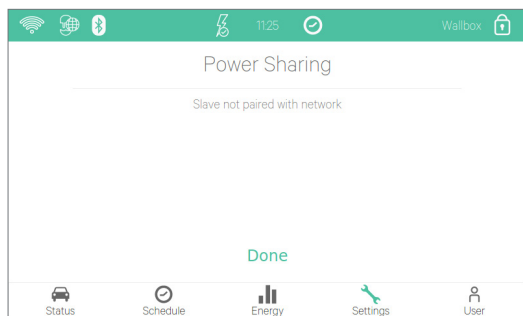 11:25
Wallbox
Power Sharing
Slave not paired with network
Done
Status
Schedule
Energy
Settings
User